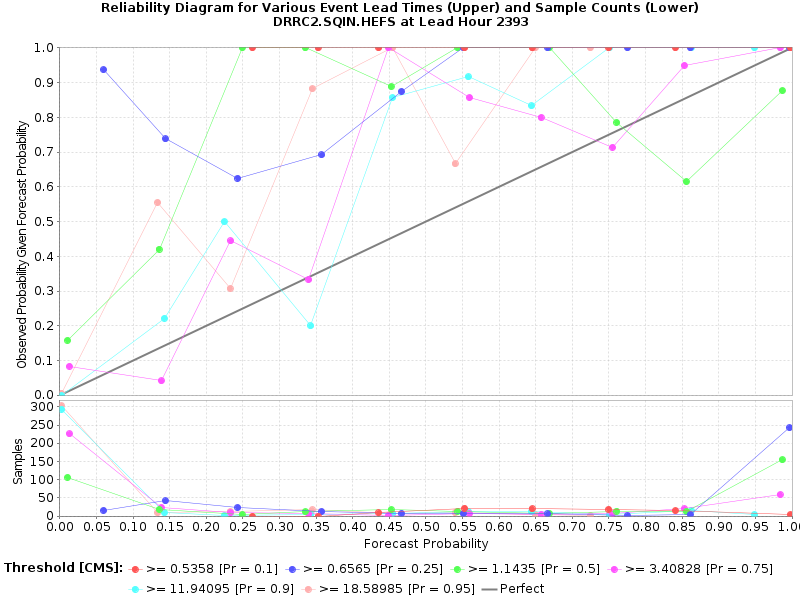 Reliability Diagram for Various Event Lead Times (Upper) and Sample Counts (Lower)
DRRC2.SQIN.HEFS at Lead Hour 2393
Observed Probability Given Forecast Probability
1.0
0.9
0.8
0.7
0.6
0.5
0.4
0.3
0.2
0.1
0.0
Samples
300
250
200
150
100
50
0
0.00 0.05 0.10 0.15 0.20 0.25 0.30 0.35 0.40 0.45 0.50 0.55 0.60 0.65 0.70 0.75 0.80 0.85 0.90 0.95 1.00
Forecast Probability
Threshold [CMS]: >= 0.5358 [Pr = 0.1] >= 0.6565 [Pr = 0.25] >= 1.1435 [Pr = 0.5] >= 3.40828 [Pr = 0.75]
>= 11.94095 [Pr = 0.9] >= 18.58985 [Pr = 0.95] Perfect